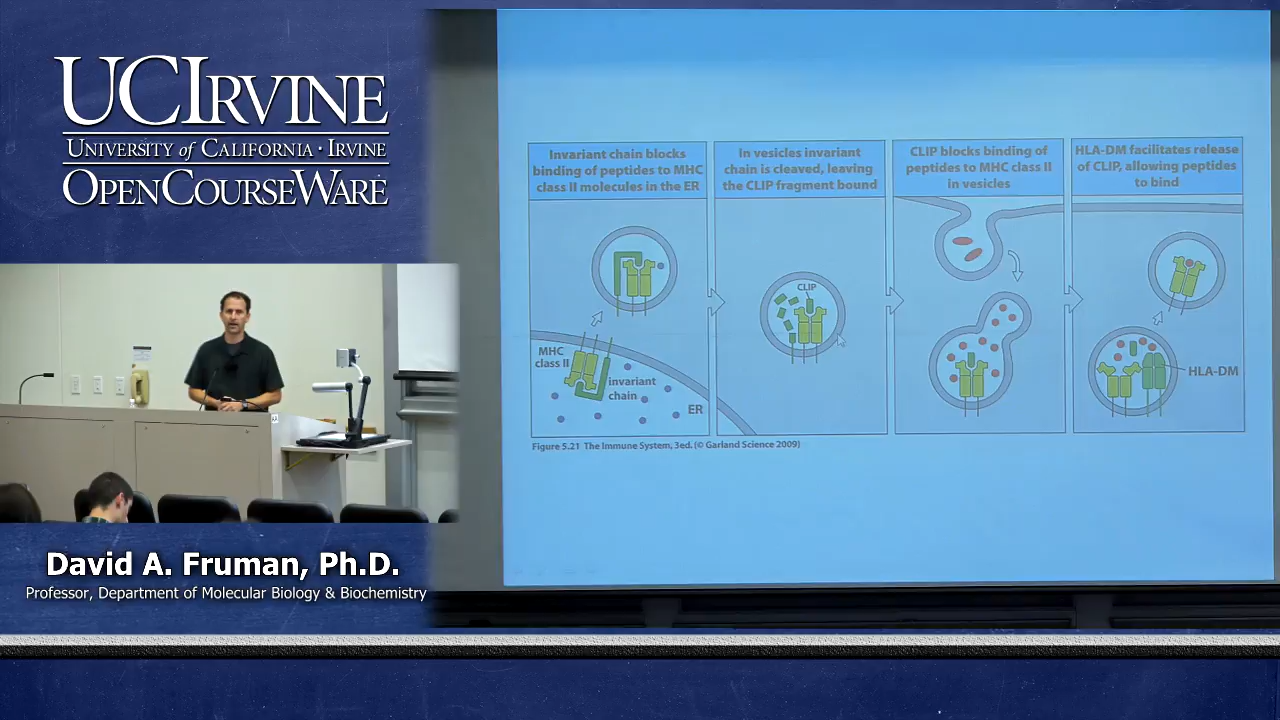 UCIRVINE
UNIVERSITY of CALIFORNIA · IRVINE
OPENCOURSEWARE
David A. Fruman, Ph.D.
Professor, Department of Molecular Biology & Biochemistry
Invariant chain blocks
binding of peptides to MHC
class II molecules in the ER
MHC
class II
invariant
chain
ER
In vesicles invariant
chain is cleaved, leaving
the CLIP fragment bound
CLIP
CLIP blocks binding of
peptides to MHC class II
in vesicles
HLA-DM facilitates release
of CLIP, allowing peptides
to bind
HLA-DM
Figure 5.21 The Immune System, 3ed. (© Garland Science 2009)